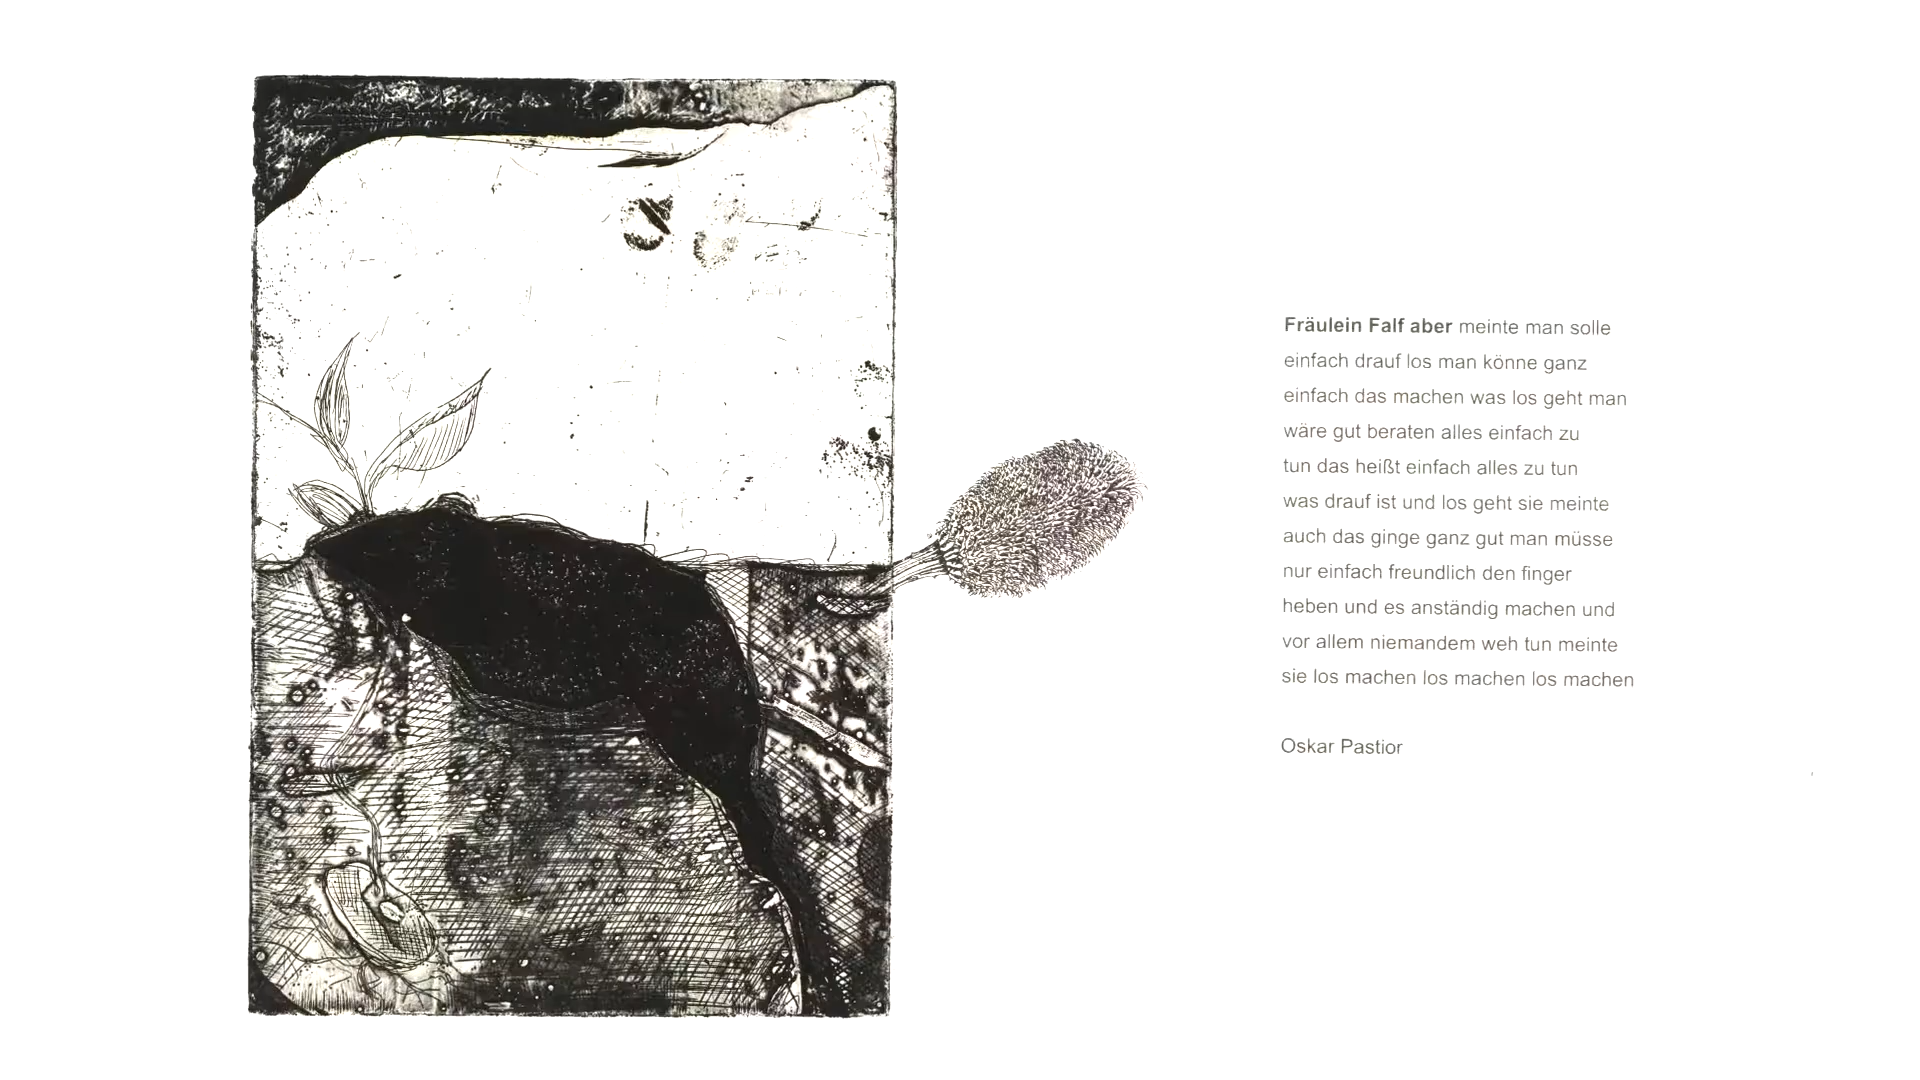 Fräulein Falf aber meinte man solle
einfach drauf los man könne ganz
einfach das machen was los geht man
wäre gut beraten alles einfach zu
tun das heißt einfach alles zu tun
was drauf ist und los geht sie meinte
auch das ginge ganz gut man müsse
nur einfach freundlich den finger
heben und es anständig machen und
vor allem niemandem weh tun meinte
sie los machen los machen los machen
Oskar Pastior